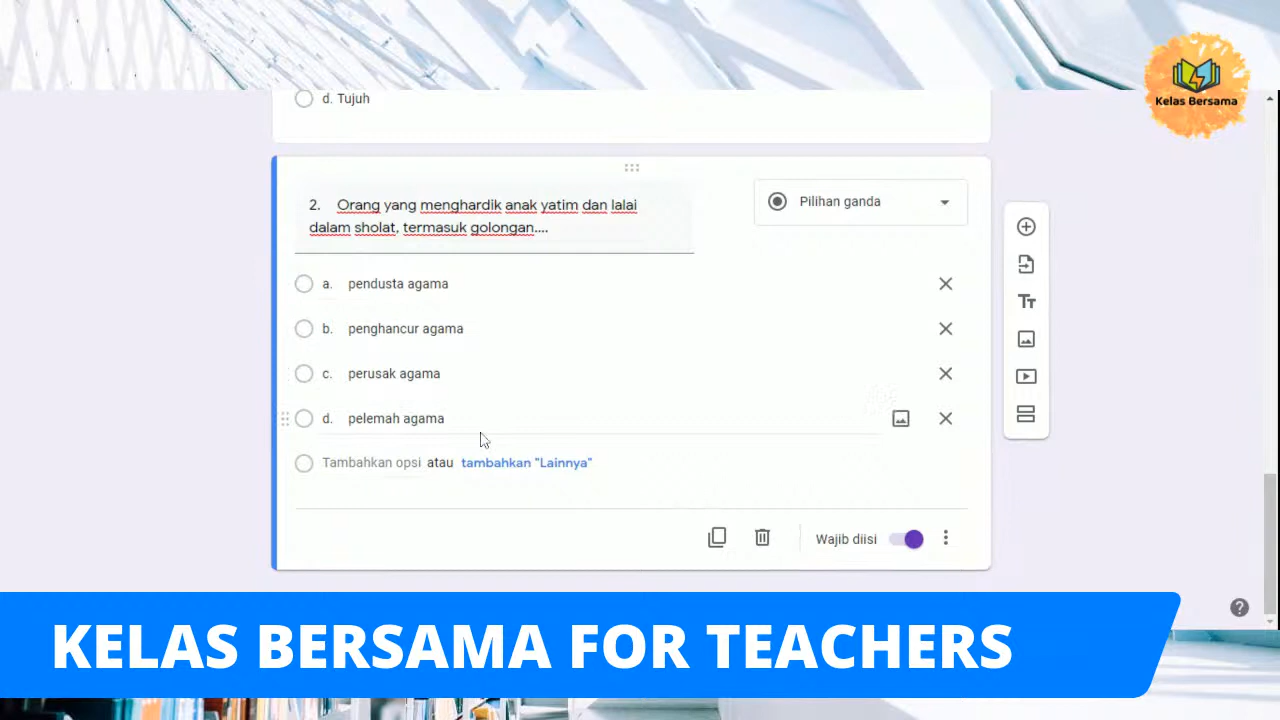 Kelas Bersama
d. Tujuh
2. Orang yang menghardik anak yatim dan lalai
dalam sholat, termasuk golongan....
Pilihan ganda
a. pendusta agama
b. penghancur agama
c. perusak agama
d. pelemah agama
Tambahkan opsi atau tambahkan "Lainnya"
Wajib diisi
KELAS BERSAMA FOR TEACHERS